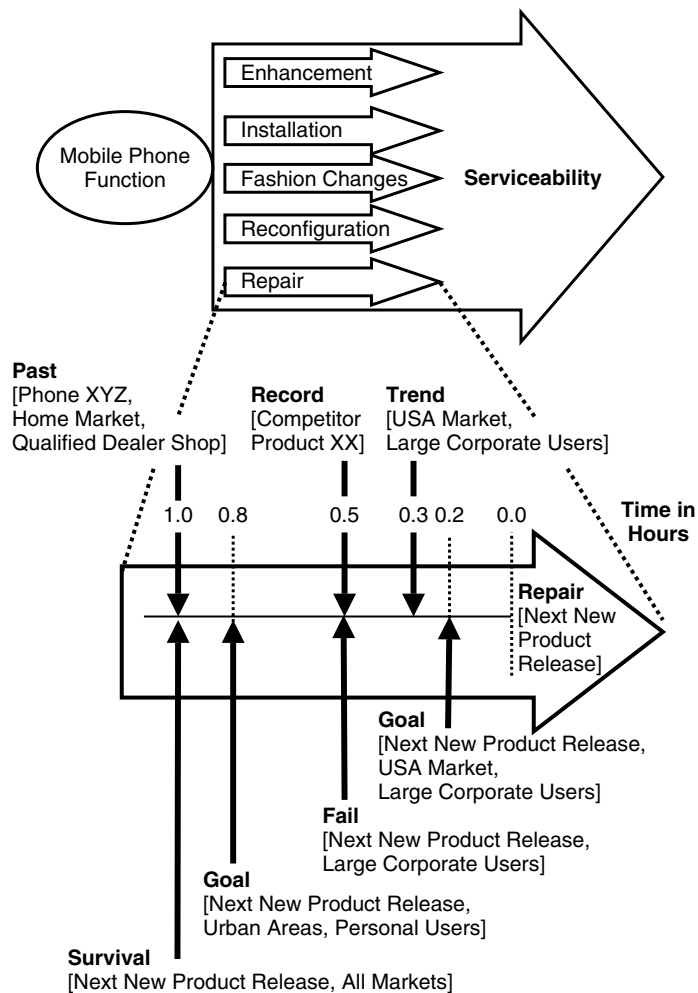 Enhancement
Installation
Mobile Phone
Function
Fashion Changes
Serviceability
Reconfiguration
Repair
Past
[Phone XYZ,
Home Market,
Qualified Dealer Shop]
Record
[Competitor
Product XX]
Trend
[USA Market,
Large Corporate Users]
Time in
Hours
1.0 0.8 0.5 0.3 0.2 0.0
Repair
[Next New
Product
Release]
Goal
[Next New Product Release,
USA Market,
Large Corporate Users]
Fail
[Next New Product Release,
Large Corporate Users]
Goal
[Next New Product Release,
Urban Areas, Personal Users]
Survival
[Next New Product Release, All Markets]